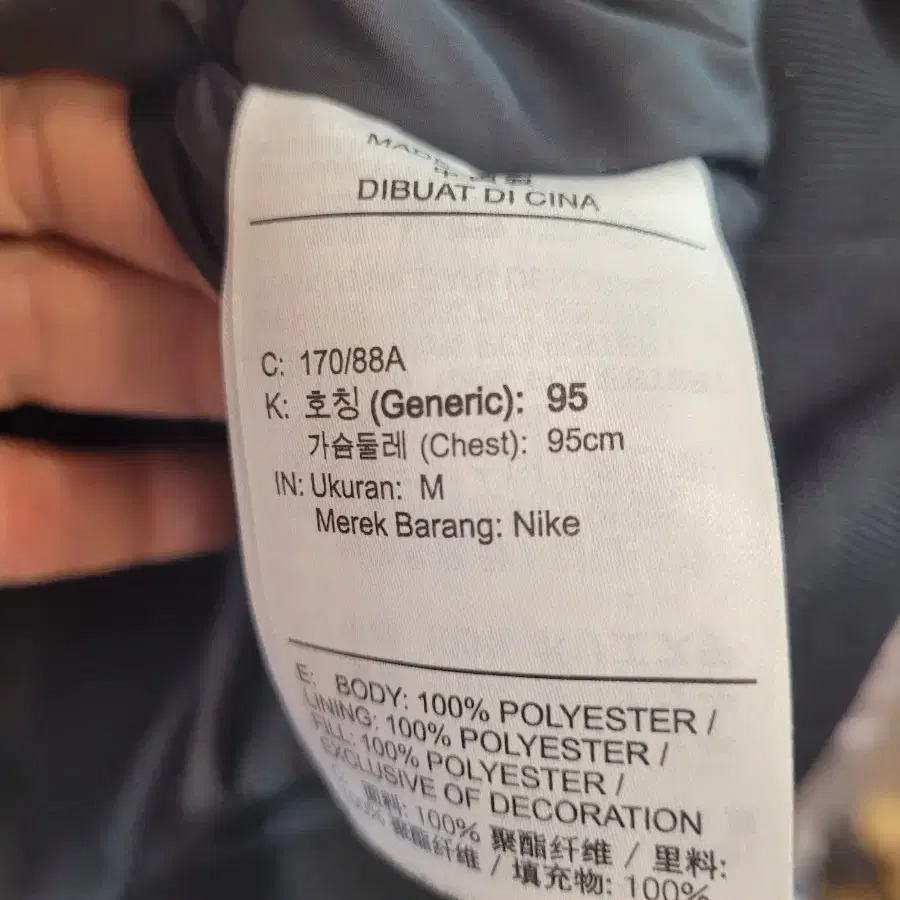 DIBUAT DI CINA
C: 170/88A
K: 호칭 (Generic): 95
가슴둘레 (Chest): 95cm
IN: Ukuran: M
Merek Barang: Nike
E: BODY: 100% POLYESTER /
LINING: 100% POLYESTER /
FILL: 100% POLYESTER /
EXCLUSIVE OF DECORATION
面料: 100% 聚酯纤维 / 里料:
100% 聚酯纤维 / 填充物: 100%